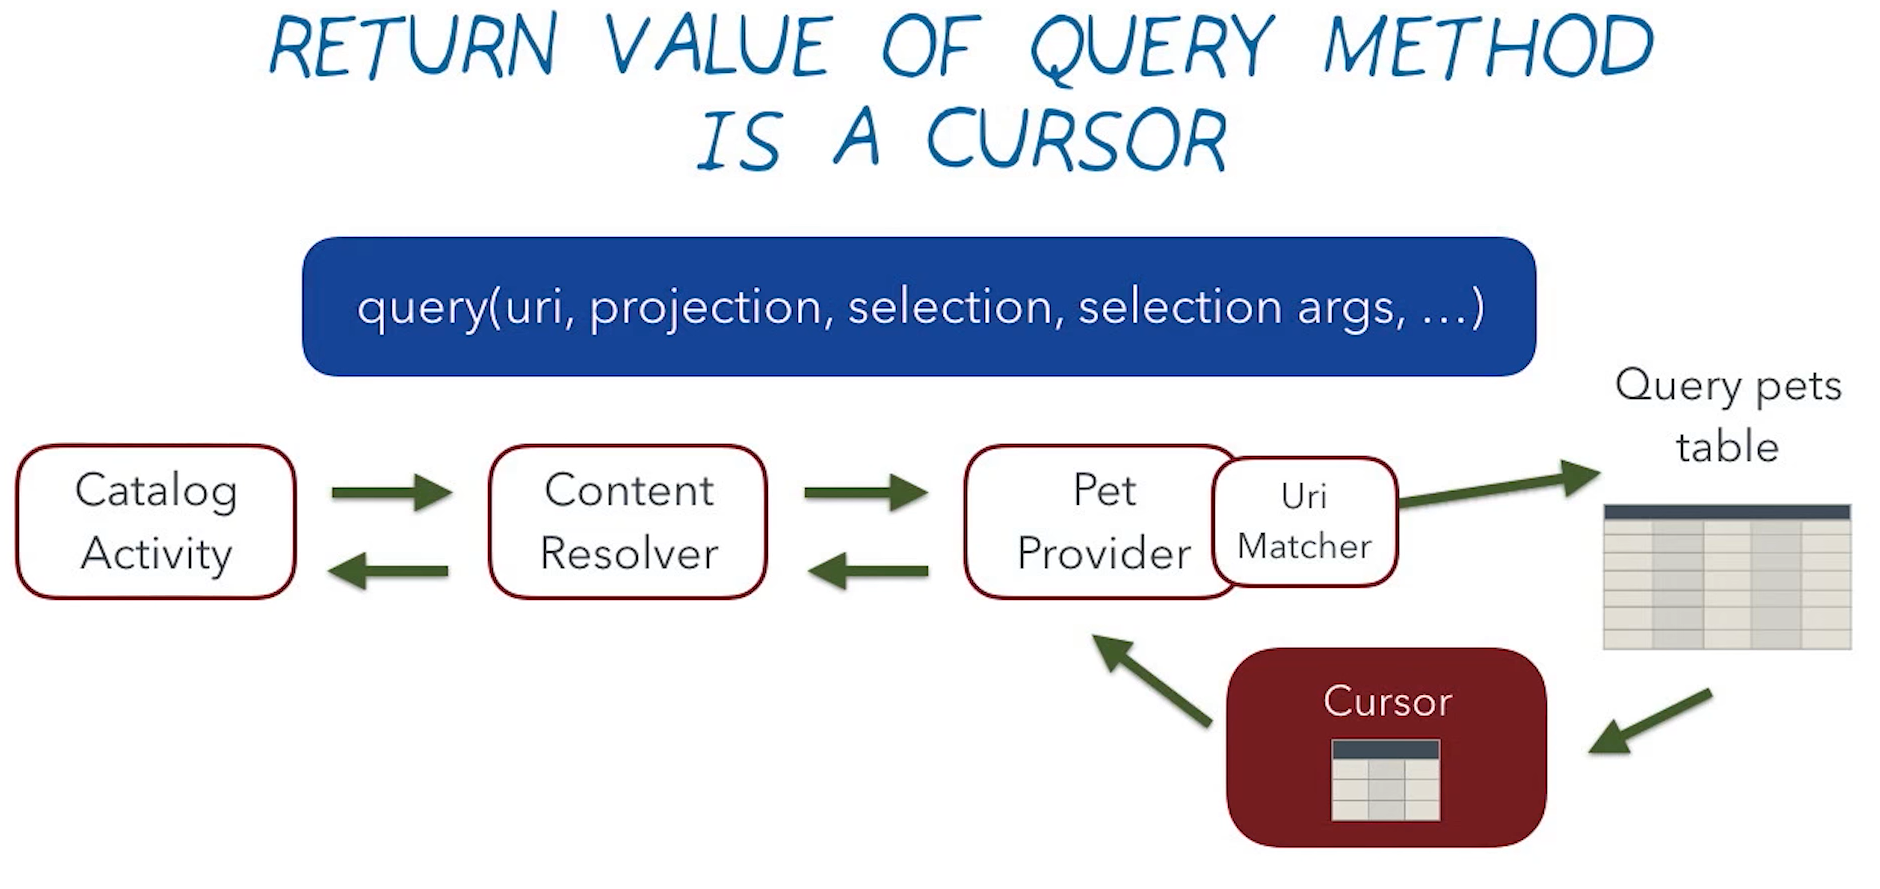 RETURN VALUE OF QUERY METHOD
IS A CURSOR
query(uri, projection, selection, selection args, ...)
Query pets
table
Catalog
Activity
Content
Resolver
Pet
Provider
Uri
Matcher
Cursor